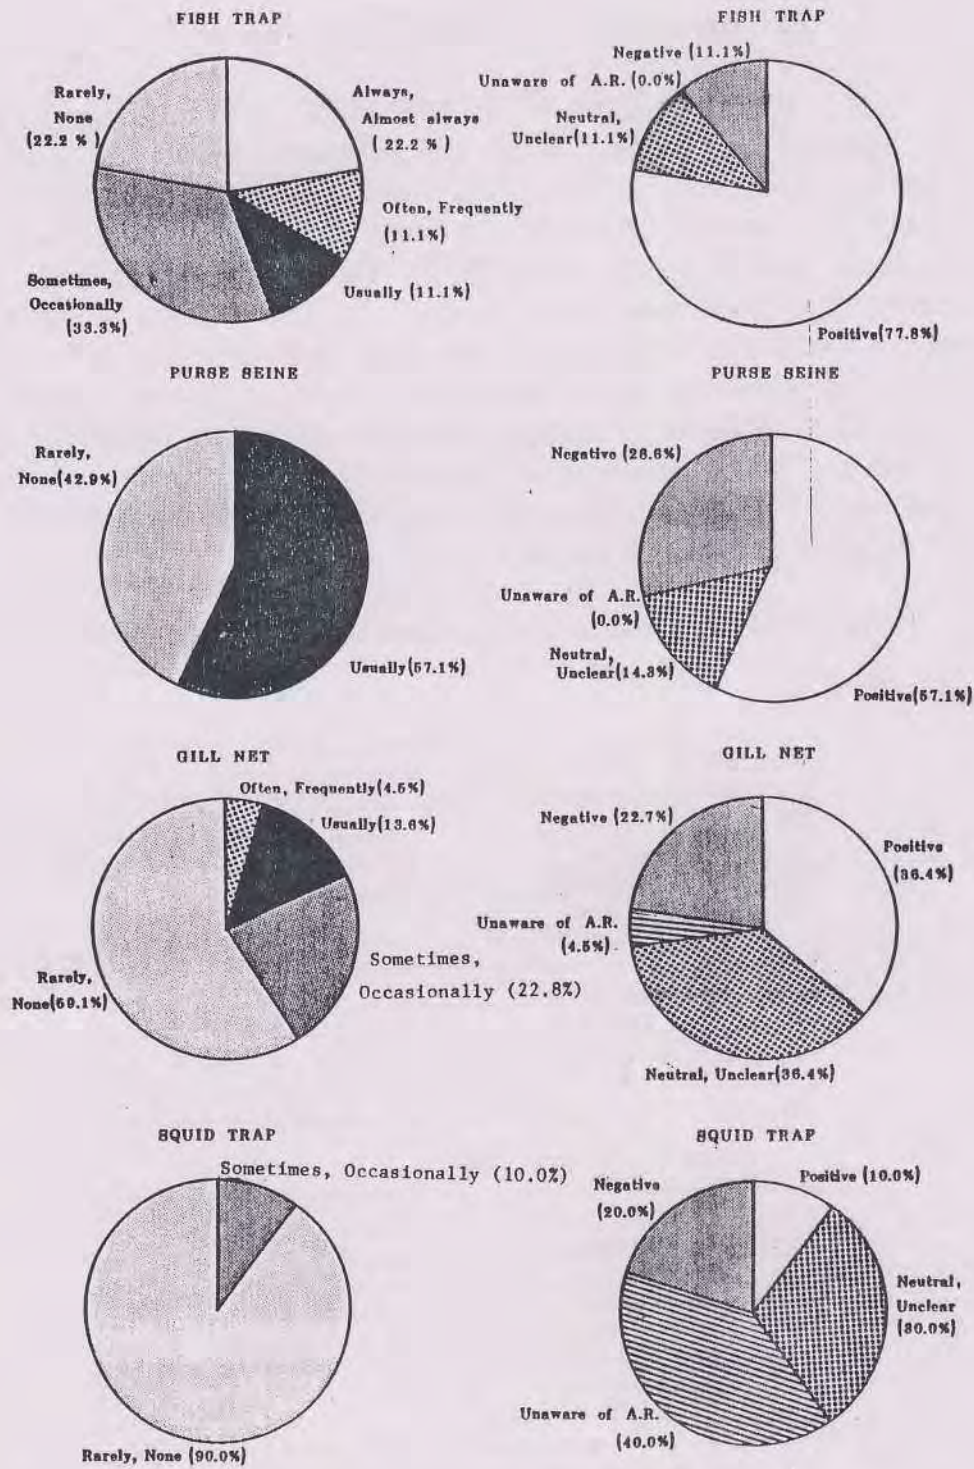 FISH TRAP
Rarely,
None
(22.2 %)
Always,
Almost always
( 22.2 % )
Often, Frequently
(11.1%)
Usually (11.1%)
Sometimes,
Occasionally
(33.3%)
FISH TRAP
Negative (11.1%)
Unaware of A.R. (0.0%)
Neutral,
Unclear(11.1%)
Positive(77.8%)
PURSE SEINE
Rarely,
None(42.9%)
Usually(57.1%)
PURSE SEINE
Negative (28.6%)
Unaware of A.R.
(0.0%)
Neutral,
Unclear(14.3%)
Positive(57.1%)
GILL NET
Often, Frequently(4.5%)
Usually(13.6%)
Sometimes,
Occasionally (22.8%)
Rarely,
None(59.1%)
GILL NET
Negative (22.7%)
Positive
(36.4%)
Unaware of A.R.
(4.5%)
Neutral, Unclear(36.4%)
SQUID TRAP
Sometimes, Occasionally (10.0%)
Rarely, None (90.0%)
SQUID TRAP
Negative
(20.0%)
Positive (10.0%)
Neutral,
Unclear
(30.0%)
Unaware of A.R.
(40.0%)